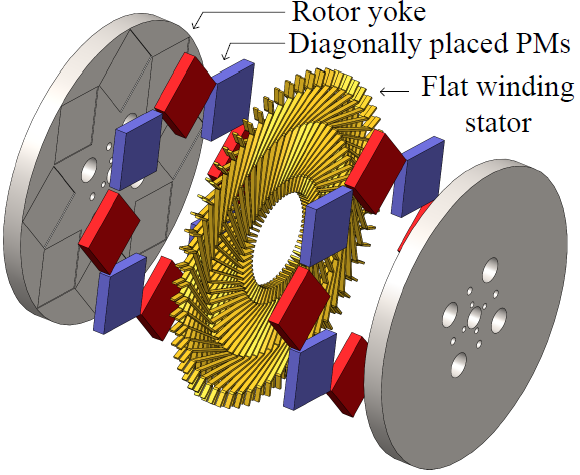 Rotor yoke
Diagonally placed PMs
Flat winding
stator